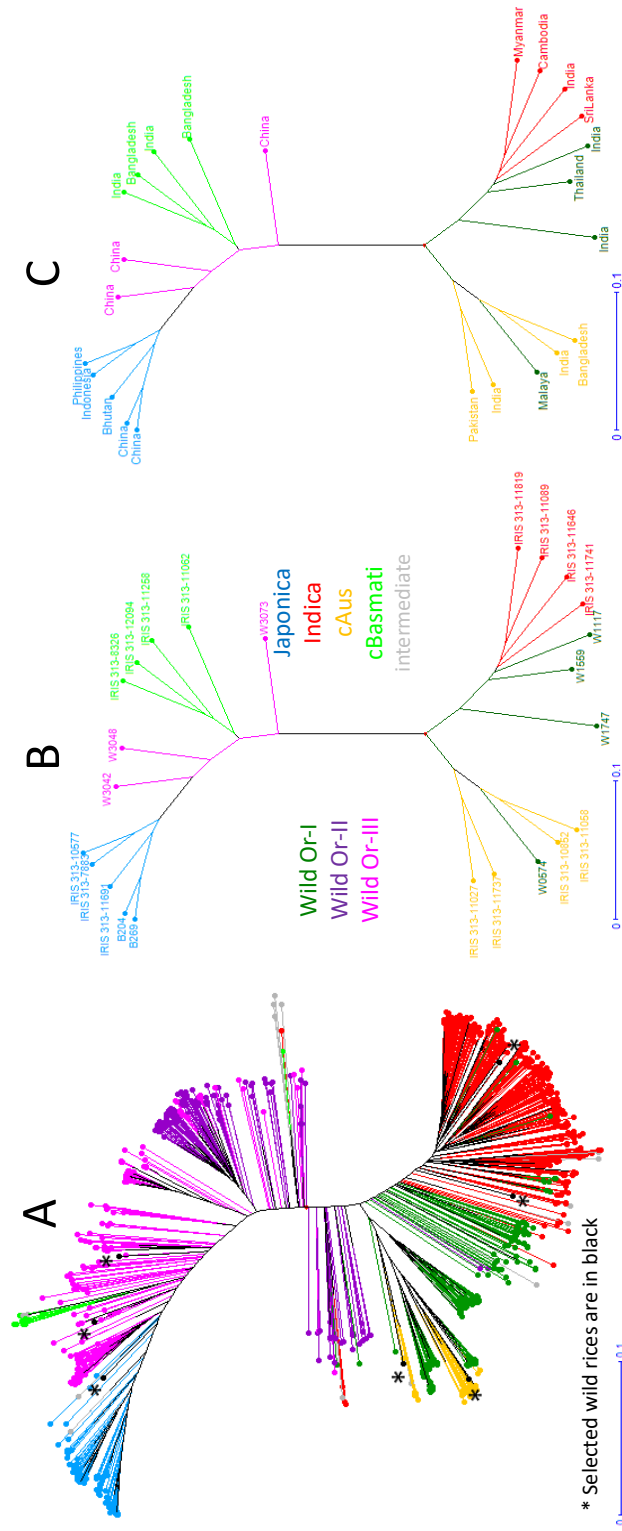 A
*
*
*
*
*
*
*
* Selected wild rices are in black
0
0.1
B
IRIS 313-10577
IRIS 313-7883
IRIS 313-11691
B204
B269
W3042
W3048
IRIS 313-8326
IRIS 313-12094
IRIS 313-11258
IRIS 313-11062
W3073
Wild Or-I
Wild Or-II
Wild Or-III
Japonica
Indica
cAus
cBasmati
intermediate
IRIS 313-11027
IRIS 313-11737
W0574
IRIS 313-10852
IRIS 313-11058
W1747
W1559
W1117
IRIS 313-11741
IRIS 313-11646
IRIS 313-11089
IRIS 313-11819
0
0.1
C
Philippines
Indonesia
Bhutan
China
China
China
China
India
Bangladesh
India
Bangladesh
China
Pakistan
India
Malaya
India
Bangladesh
India
Thailand
India
SriLanka
India
Cambodia
Myanmar
0
0.1